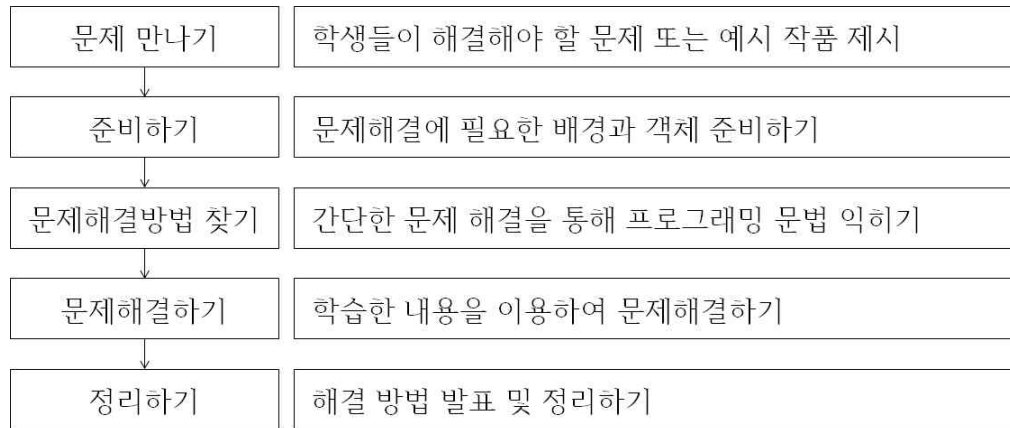 문제 만나기
학생들이 해결해야 할 문제 또는 예시 작품 제시
준비하기
문제해결에 필요한 배경과 객체 준비하기
문제해결방법 찾기
간단한 문제 해결을 통해 프로그래밍 문법 익히기
문제해결하기
학습한 내용을 이용하여 문제해결하기
정리하기
해결 방법 발표 및 정리하기